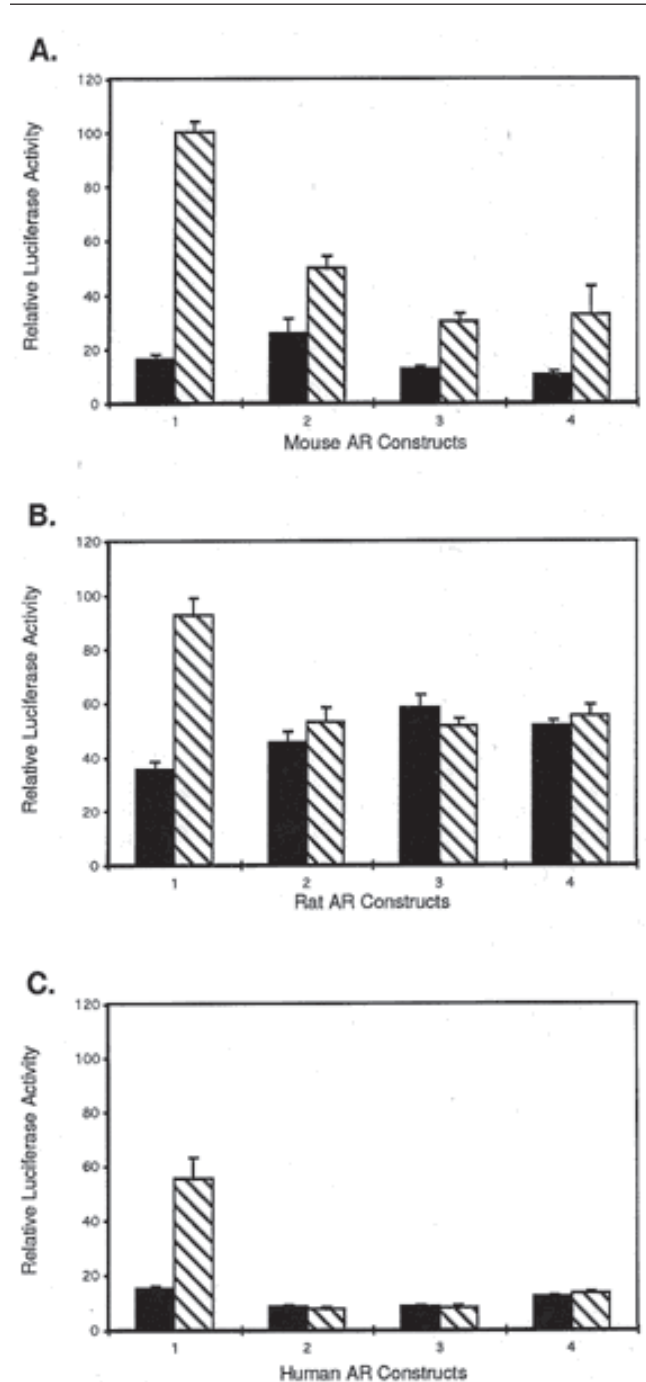 A.
Relative Luciferase Activity
120
100
80
60
40
20
0
1 2 3 4
Mouse AR Constructs
B.
Relative Luciferase Activity
120
100
80
60
40
20
0
1 2 3 4
Rat AR Constructs
C.
Relative Luciferase Activity
120
100
80
60
40
20
0
1 2 3 4
Human AR Constructs